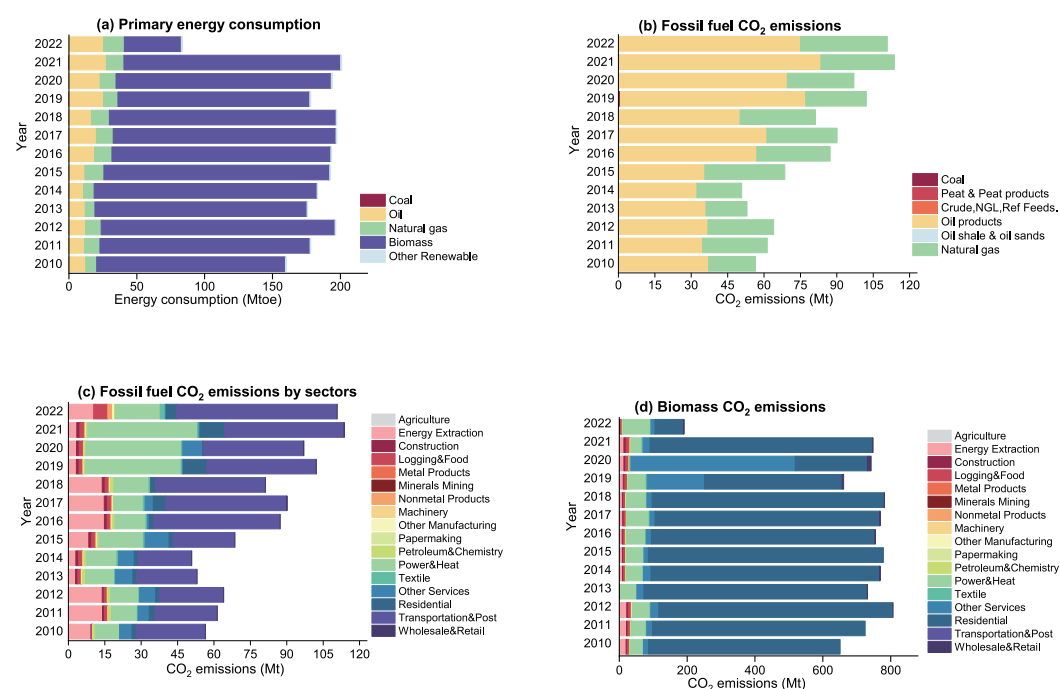 (a) Primary energy consumption
Year
2022
2021
2020
2019
2018
2017
2016
2015
2014
2013
2012
2011
2010
0 50 100 150 200
Energy consumption (Mtoe)
Coal
Oil
Natural gas
Biomass
Other Renewable
(b) Fossil fuel CO₂ emissions
Year
2022
2021
2020
2019
2018
2017
2016
2015
2014
2013
2012
2011
2010
0 15 30 45 60 75 90 105 120
CO₂ emissions (Mt)
Coal
Peat & Peat products
Crude,NGL,Ref Feeds.
Oil products
Oil shale & oil sands
Natural gas
(c) Fossil fuel CO₂ emissions by sectors
Year
2022
2021
2020
2019
2018
2017
2016
2015
2014
2013
2012
2011
2010
0 15 30 45 60 75 90 105 120
CO₂ emissions (Mt)
Agriculture
Energy Extraction
Construction
Logging&Food
Metal Products
Minerals Mining
Nonmetal Products
Machinery
Other Manufacturing
Papermaking
Petroleum&Chemistry
Power&Heat
Textile
Other Services
Residential
Transportation&Post
Wholesale&Retail
(d) Biomass CO₂ emissions
Year
2022
2021
2020
2019
2018
2017
2016
2015
2014
2013
2012
2011
2010
0 200 400 600 800
CO₂ emissions (Mt)
Agriculture
Energy Extraction
Construction
Logging&Food
Metal Products
Minerals Mining
Nonmetal Products
Machinery
Other Manufacturing
Papermaking
Petroleum&Chemistry
Power&Heat
Textile
Other Services
Residential
Transportation&Post
Wholesale&Retail